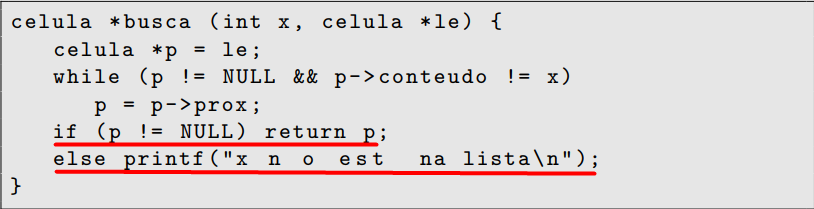 celula *busca (int x, celula *le) {
celula *p = le;
while (p != NULL && p->conteudo != x)
p = p->prox;
if (p != NULL) return p;
else printf("x n o est  na lista\n");
}